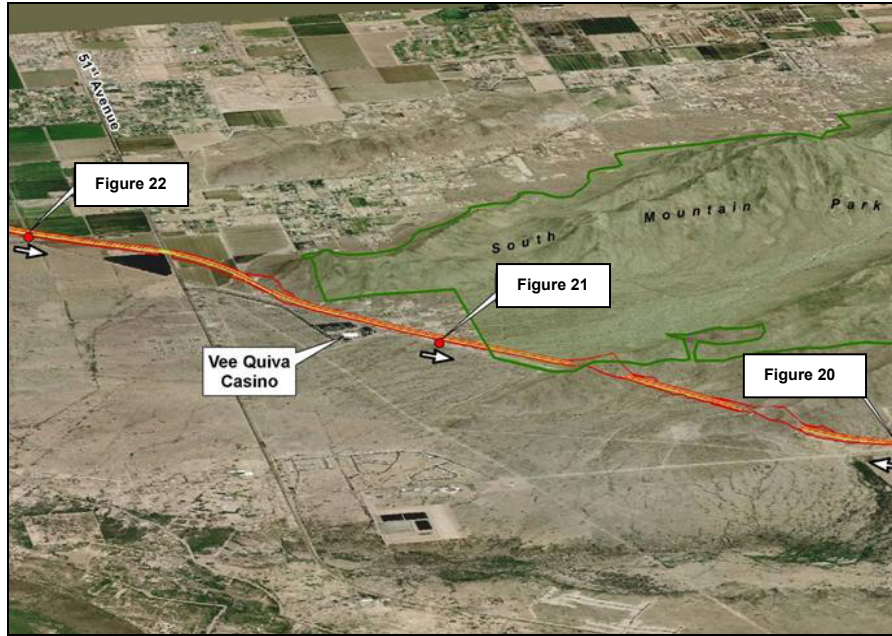 51st Avenue
Figure 22
South Mountain Park
Figure 21
Vee Quiva
Casino
Figure 20